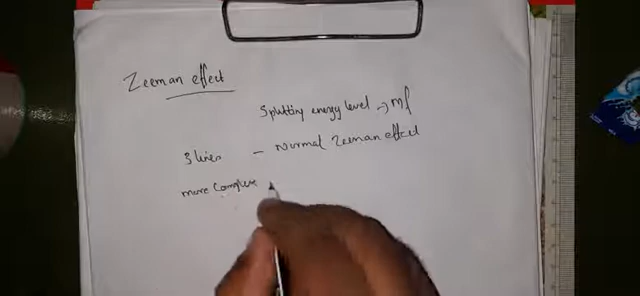 Zeeman effect
Splitting energy level → mf
3 lines – Normal Zeeman effect
more complex